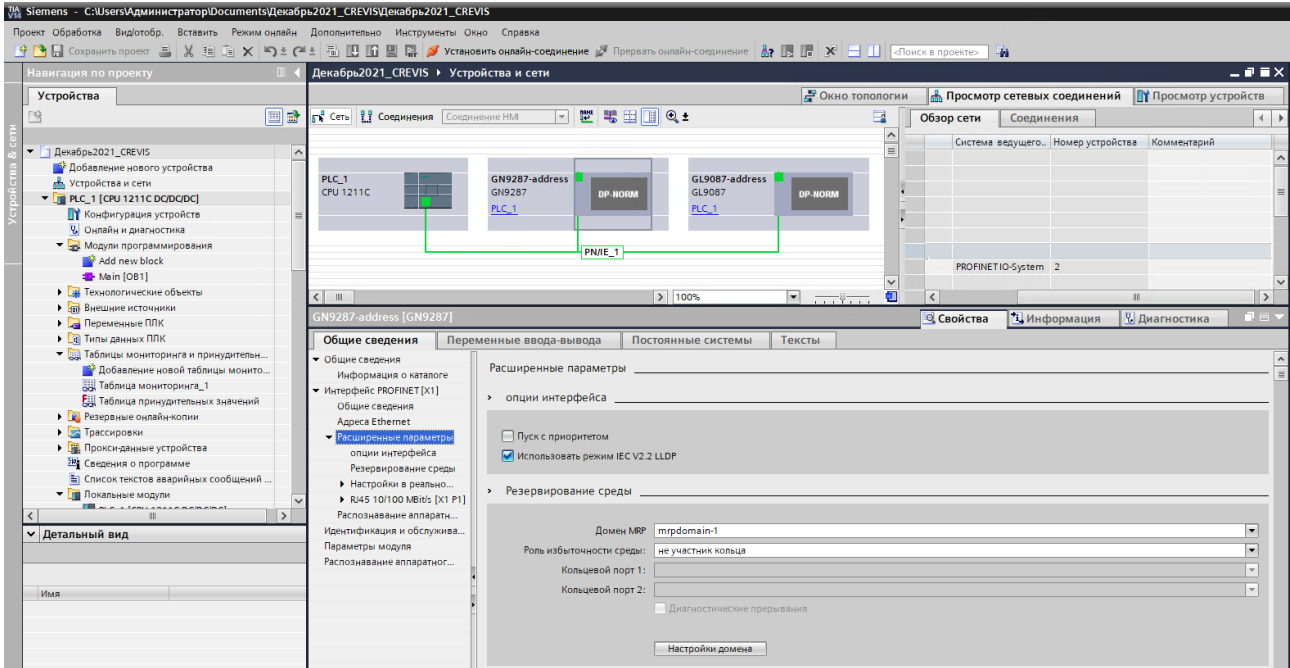 Siemens - C:\Users\Администратор\Documents\Декабрь2021_CREVIS\Декабрь2021_CREVIS
Проект Обработка Вид/отобр. Вставить Режим онлайн Дополнительно Инструменты Окно Справка
Сохранить проект Установить онлайн-соединение Прервать онлайн-соединение <Поиск в проекте>
Навигация по проекту
Устройства
Устройства & сети
Декабрь2021_CREVIS
Добавление нового устройства
Устройства и сети
PLC_1 [CPU 1211C DC/DC/DC]
Конфигурация устройств
Онлайн и диагностика
Модули программирования
Add new block
Main [OB1]
Технологические объекты
Внешние источники
Переменные ПЛК
Типы данных ПЛК
Таблицы мониторинга и принудительн...
Добавление новой таблицы монито...
Таблица мониторинга_1
Таблица принудительных значений
Резервные онлайн-копии
Трассировки
Прокси-данные устройства
Сведения о программе
Список текстов аварийных сообщений ...
Локальные модули
Детальный вид
Имя
Декабрь2021_CREVIS Устройства и сети
Окно топологии Просмотр сетевых соединений Просмотр устройств
Сеть Соединения Соединение HMI
PLC_1
CPU 1211C
GN9287-address
GN9287
PLC_1
DP-NORM
GL9087-address
GL9087
PLC_1
DP-NORM
PN/IE_1
100%
Обзор сети Соединения
Система ведущего.. Номер устройства Комментарий
PROFINET IO-System 2
GN9287-address [GN9287]
Свойства Информация Диагностика
Общие сведения Переменные ввода-вывода Постоянные системы Тексты
Общие сведения
Информация о каталоге
Интерфейс PROFINET [X1]
Общие сведения
Адреса Ethernet
Расширенные параметры
опции интерфейса
Резервирование среды
Настройки в реально...
RJ45 10/100 MBit/s [X1 P1]
Распознавание аппаратн...
Идентификация и обслужива...
Параметры модуля
Распознавание аппаратног...
Расширенные параметры
опции интерфейса
Пуск с приоритетом
Использовать режим IEC V2.2 LLDP
Резервирование среды
Домен MRP mrpdomain-1
Роль избыточности среды: не участник кольца
Кольцевой порт 1:
Кольцевой порт 2:
Диагностические прерывания
Настройки домена